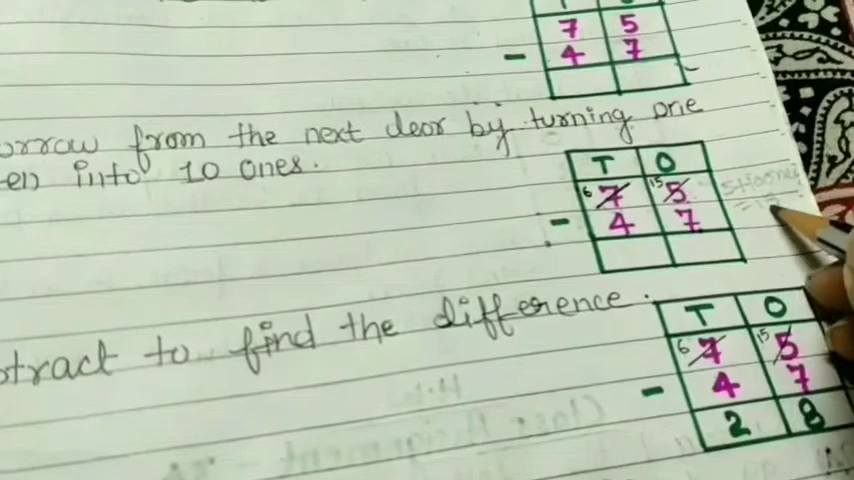 7 5
- 4 7
orrow from the next door by turning one
en into 10 ones.
T O
6 7 15 5
- 4 7
otract to find the difference.
T O
6 7 15 5
- 4 7
2 8